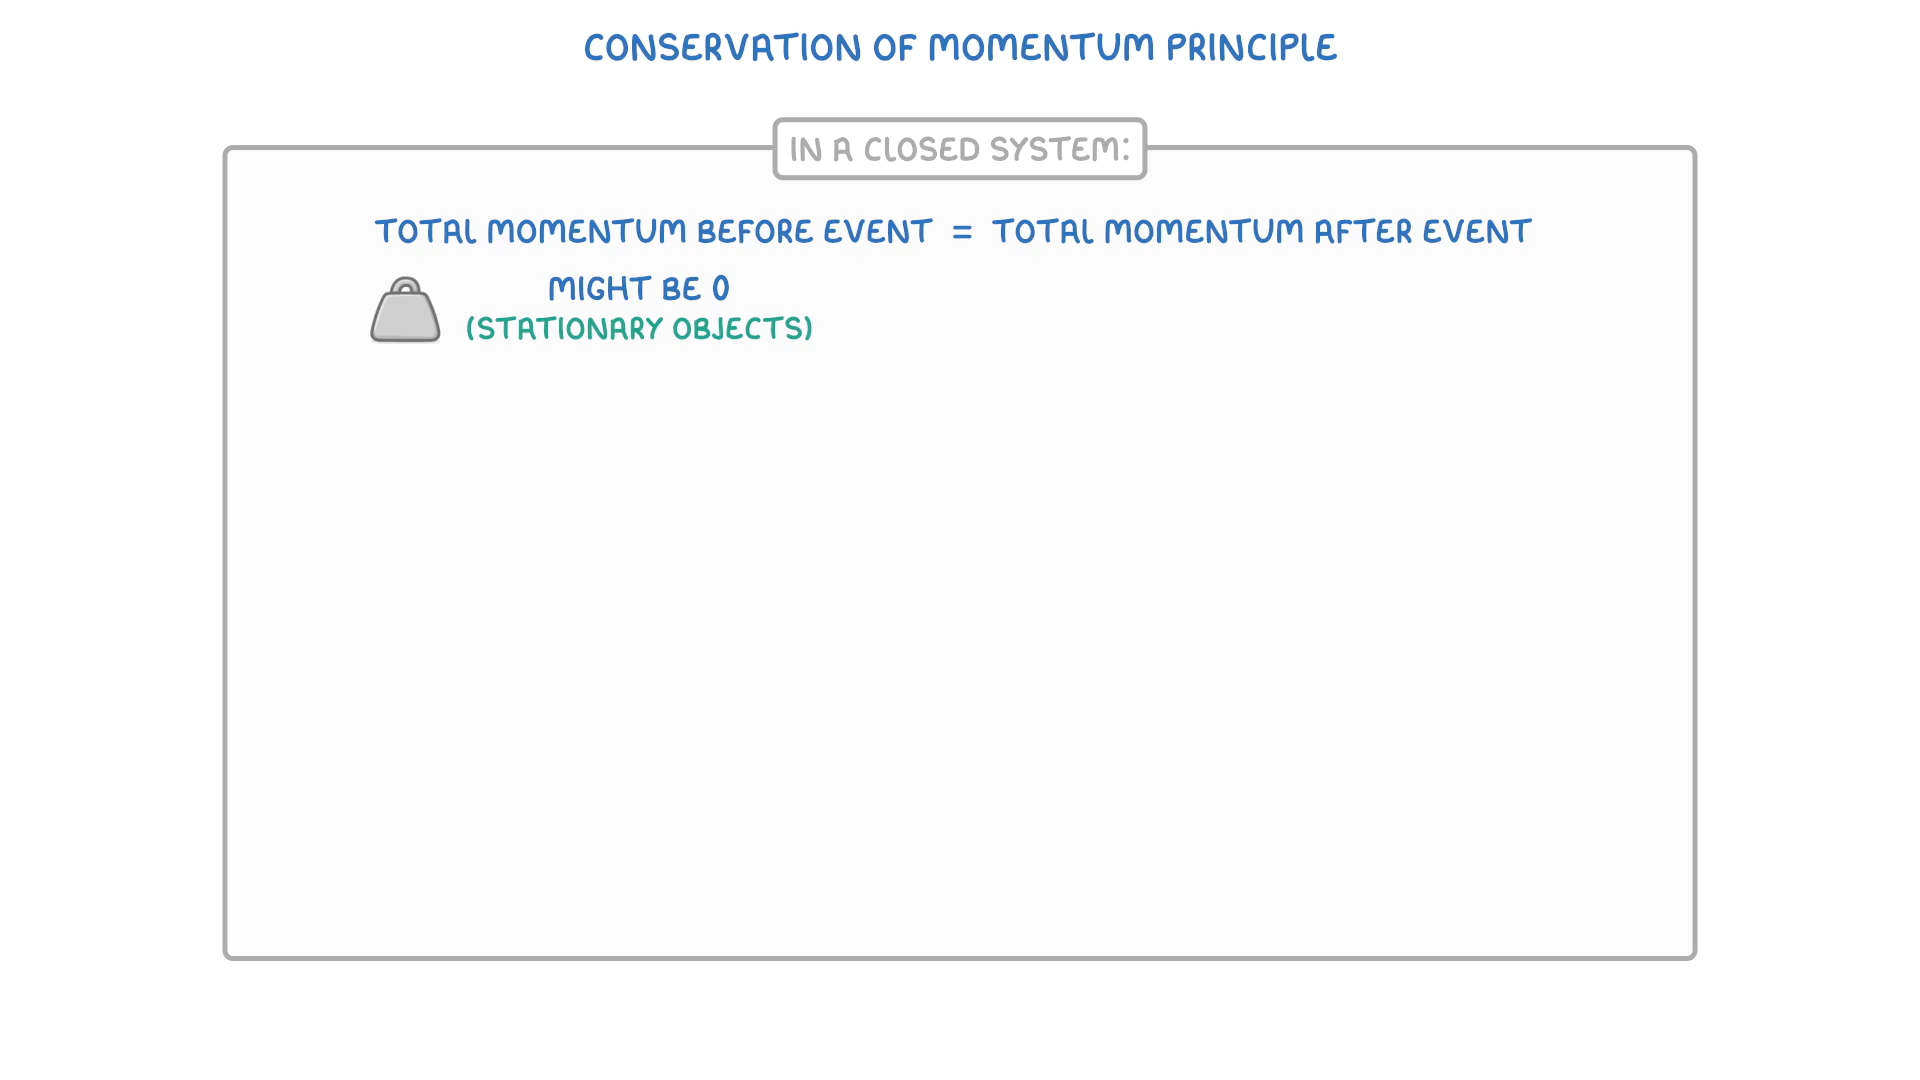 CONSERVATION OF MOMENTUM PRINCIPLE
IN A CLOSED SYSTEM:
TOTAL MOMENTUM BEFORE EVENT = TOTAL MOMENTUM AFTER EVENT
MIGHT BE 0
(STATIONARY OBJECTS)